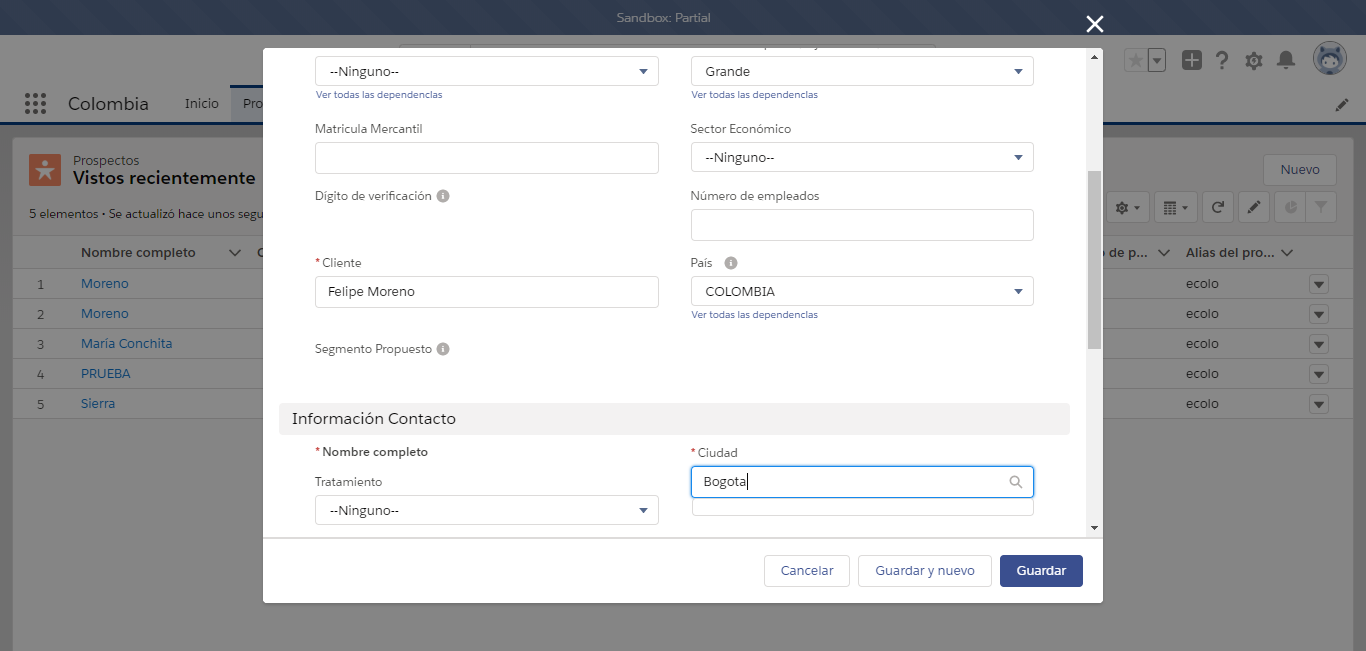 Sandbox: Partial
Colombia
Inicio
Pro
Prospectos
Vistos recientemente
Nuevo
5 elementos • Se actualizó hace unos segu
Nombre completo
o de p...
Alias del pro...
1 Moreno ecolo
2 Moreno ecolo
3 María Conchita ecolo
4 PRUEBA ecolo
5 Sierra ecolo
--Ninguno--
Grande
Ver todas las dependencias
Ver todas las dependencias
Matricula Mercantil
Sector Económico
--Ninguno--
Dígito de verificación
Número de empleados
* Cliente
País
Felipe Moreno
COLOMBIA
Ver todas las dependencias
Segmento Propuesto
Información Contacto
* Nombre completo
* Ciudad
Tratamiento
Bogota
--Ninguno--
Cancelar
Guardar y nuevo
Guardar